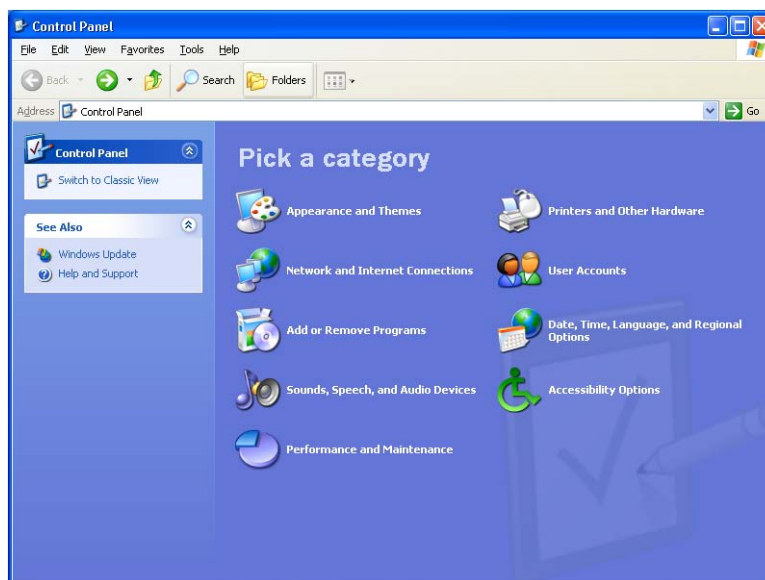 Control Panel
File Edit View Favorites Tools Help
Back Search Folders
Address Control Panel Go
Control Panel
Switch to Classic View
See Also
Windows Update
Help and Support
Pick a category
Appearance and Themes
Printers and Other Hardware
Network and Internet Connections
User Accounts
Add or Remove Programs
Date, Time, Language, and Regional
Options
Sounds, Speech, and Audio Devices
Accessibility Options
Performance and Maintenance